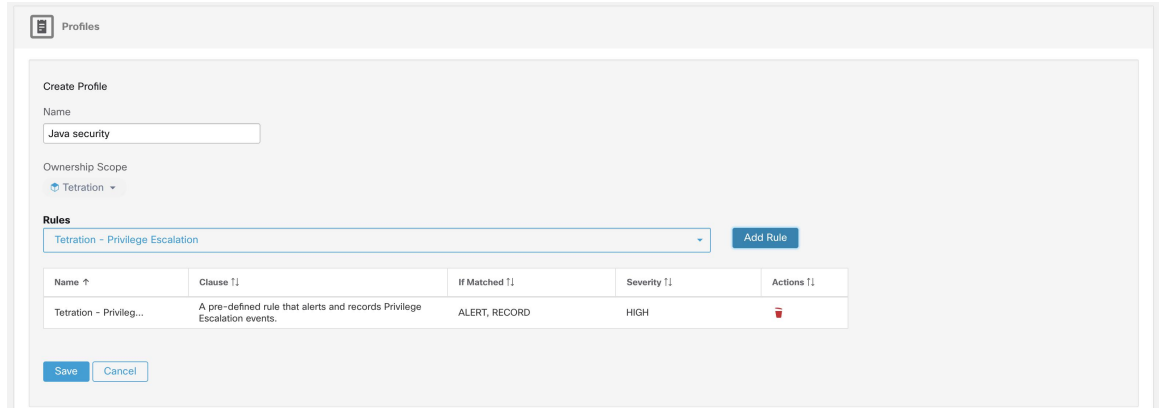 Profiles
Create Profile
Name
Java security
Ownership Scope
Tetration
Rules
Tetration - Privilege Escalation
Add Rule
Name ↑ Clause ↑↓ If Matched ↑↓ Severity ↑↓ Actions ↑↓
Tetration - Privileg... A pre-defined rule that alerts and records Privilege ALERT, RECORD HIGH
Escalation events.
Save Cancel